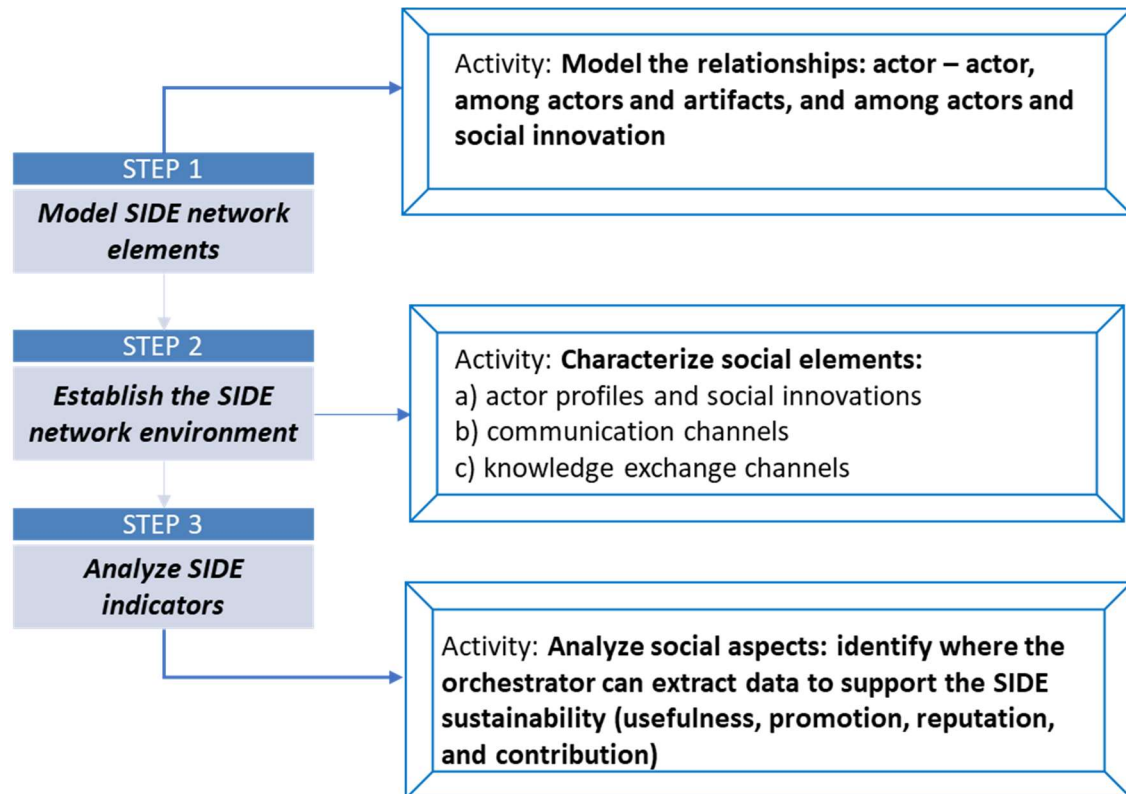 STEP 1
Model SIDE network
elements
Activity: Model the relationships: actor – actor,
among actors and artifacts, and among actors and
social innovation
STEP 2
Establish the SIDE
network environment
Activity: Characterize social elements:
a) actor profiles and social innovations
b) communication channels
c) knowledge exchange channels
STEP 3
Analyze SIDE
indicators
Activity: Analyze social aspects: identify where the
orchestrator can extract data to support the SIDE
sustainability (usefulness, promotion, reputation,
and contribution)